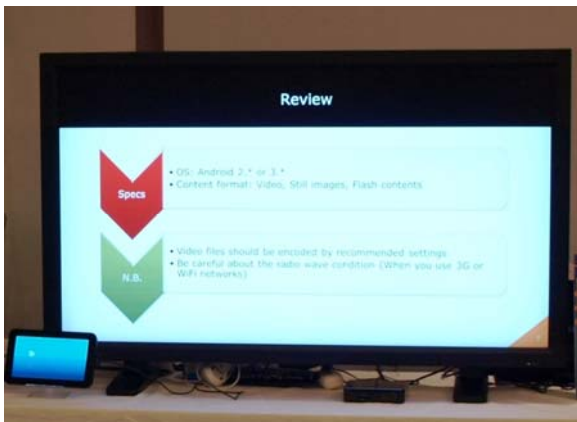 Review
Specs
• OS: Android 2.* or 3.*
• Content format: Video, Still images, Flash contents
N.B.
• Video files should be encoded by recommended settings
• Be careful about the radio wave condition (When you use 3G or
WiFi networks)